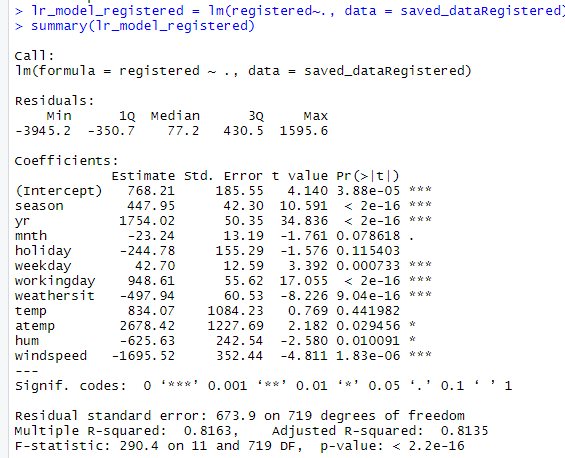 > lr_model_registered = lm(registered~., data = saved_dataRegistered)
> summary(lr_model_registered)

Call:
lm(formula = registered ~ ., data = saved_dataRegistered)

Residuals:
    Min      1Q  Median      3Q     Max
-3945.2  -350.7    77.2   430.5  1595.6

Coefficients:
            Estimate Std. Error t value Pr(>|t|)
(Intercept)   768.21     185.55   4.140 3.88e-05 ***
season        447.95      42.30  10.591  < 2e-16 ***
yr           1754.02      50.35  34.836  < 2e-16 ***
mnth          -23.24      13.19  -1.761 0.078618 .
holiday      -244.78     155.29  -1.576 0.115403
weekday        42.70      12.59   3.392 0.000733 ***
workingday    948.61      55.62  17.055  < 2e-16 ***
weathersit   -497.94      60.53  -8.226 9.04e-16 ***
temp          834.07    1084.23   0.769 0.441982
atemp        2678.42    1227.69   2.182 0.029456 *
hum          -625.63     242.54  -2.580 0.010091 *
windspeed   -1695.52     352.44  -4.811 1.83e-06 ***
---
Signif. codes:  0 ‘***’ 0.001 ‘**’ 0.01 ‘*’ 0.05 ‘.’ 0.1 ‘ ’ 1

Residual standard error: 673.9 on 719 degrees of freedom
Multiple R-squared:  0.8163,	Adjusted R-squared:  0.8135
F-statistic: 290.4 on 11 and 719 DF,  p-value: < 2.2e-16